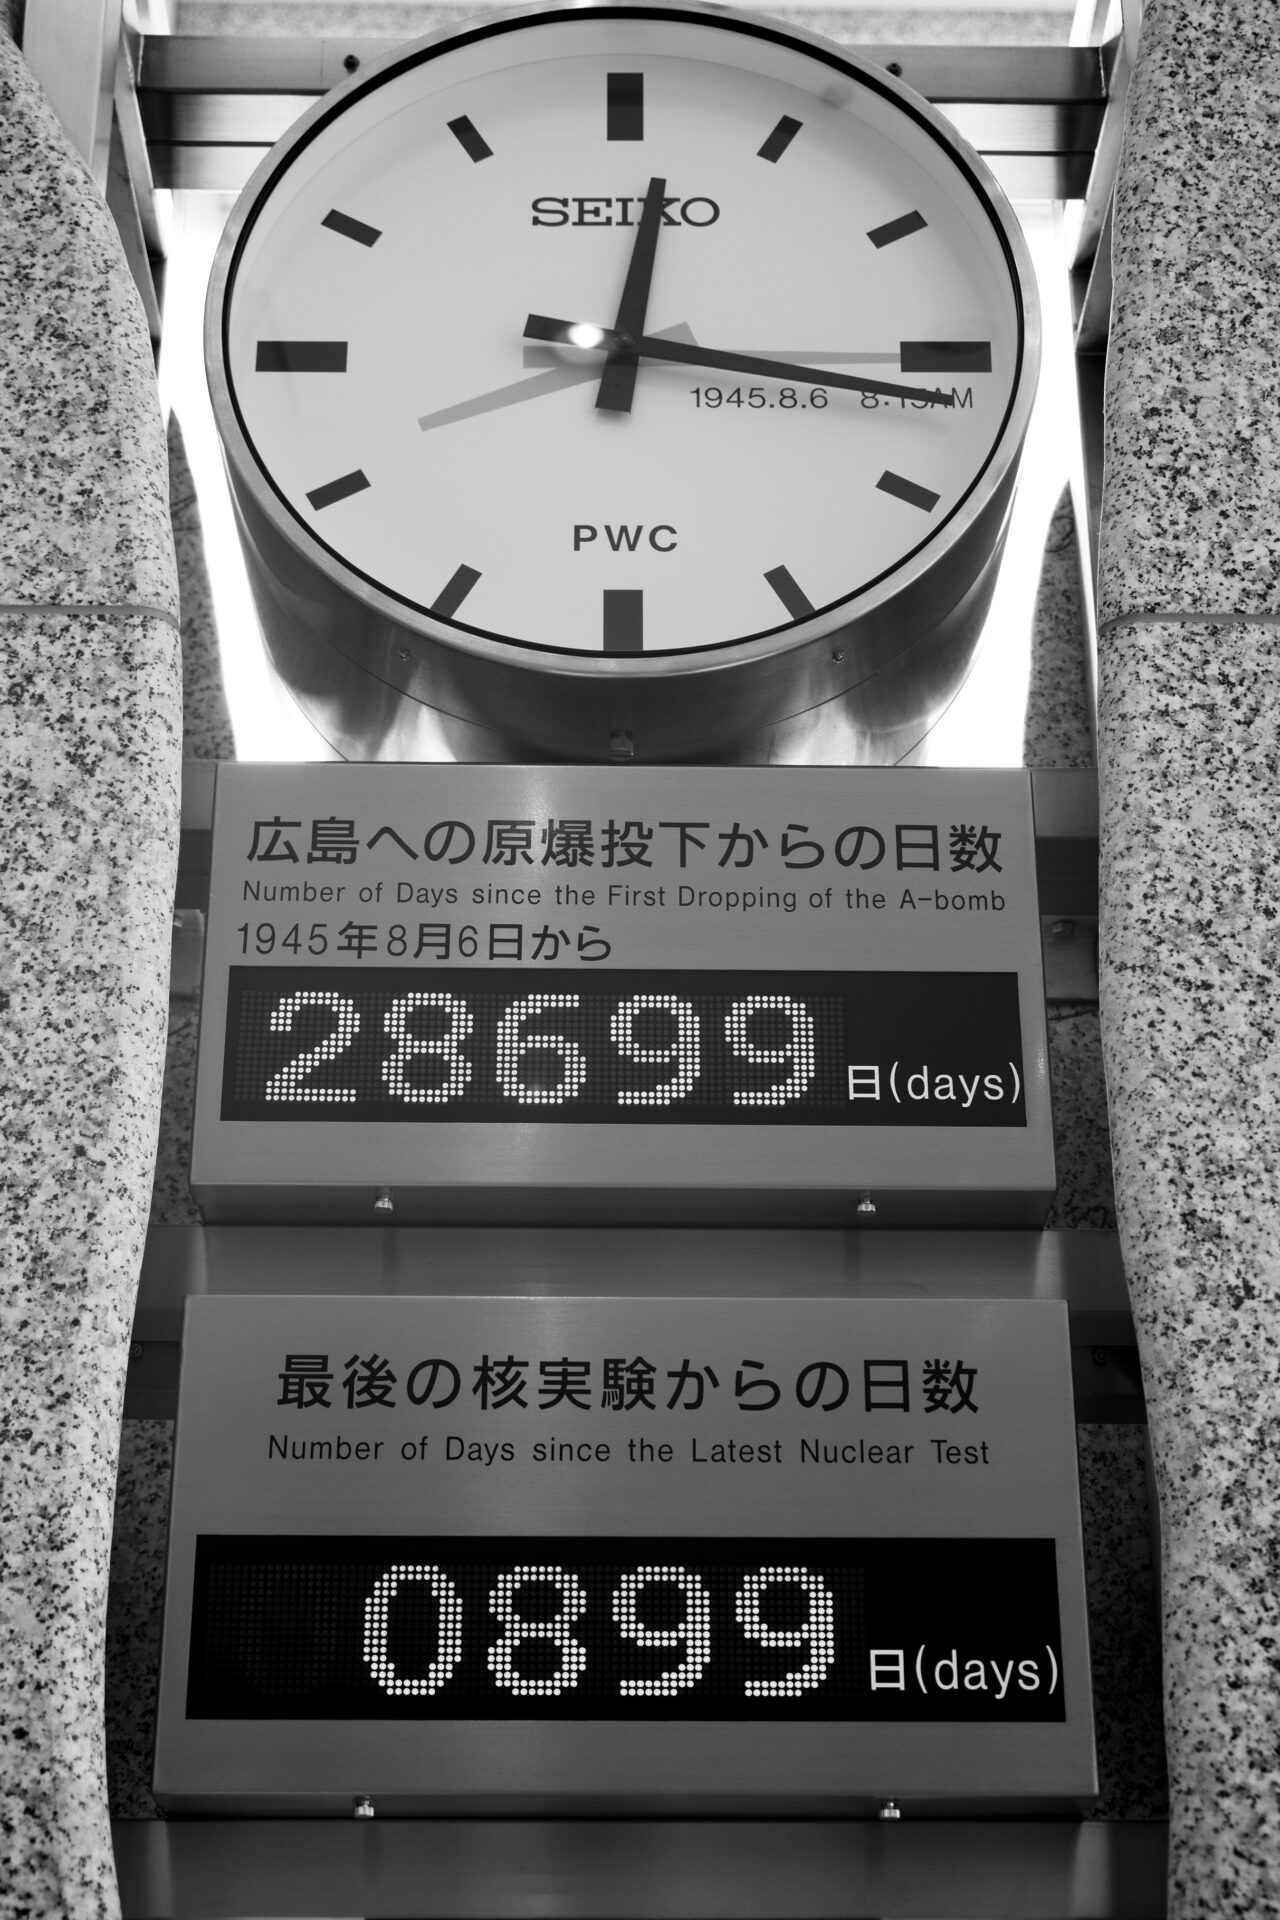 SEIKO
1945.8.6 8:15AM
PWC
広島への原爆投下からの日数
Number of Days since the First Dropping of the A-bomb
1945年8月6日から
28699 日(days)
最後の核実験からの日数
Number of Days since the Latest Nuclear Test
0899 日(days)